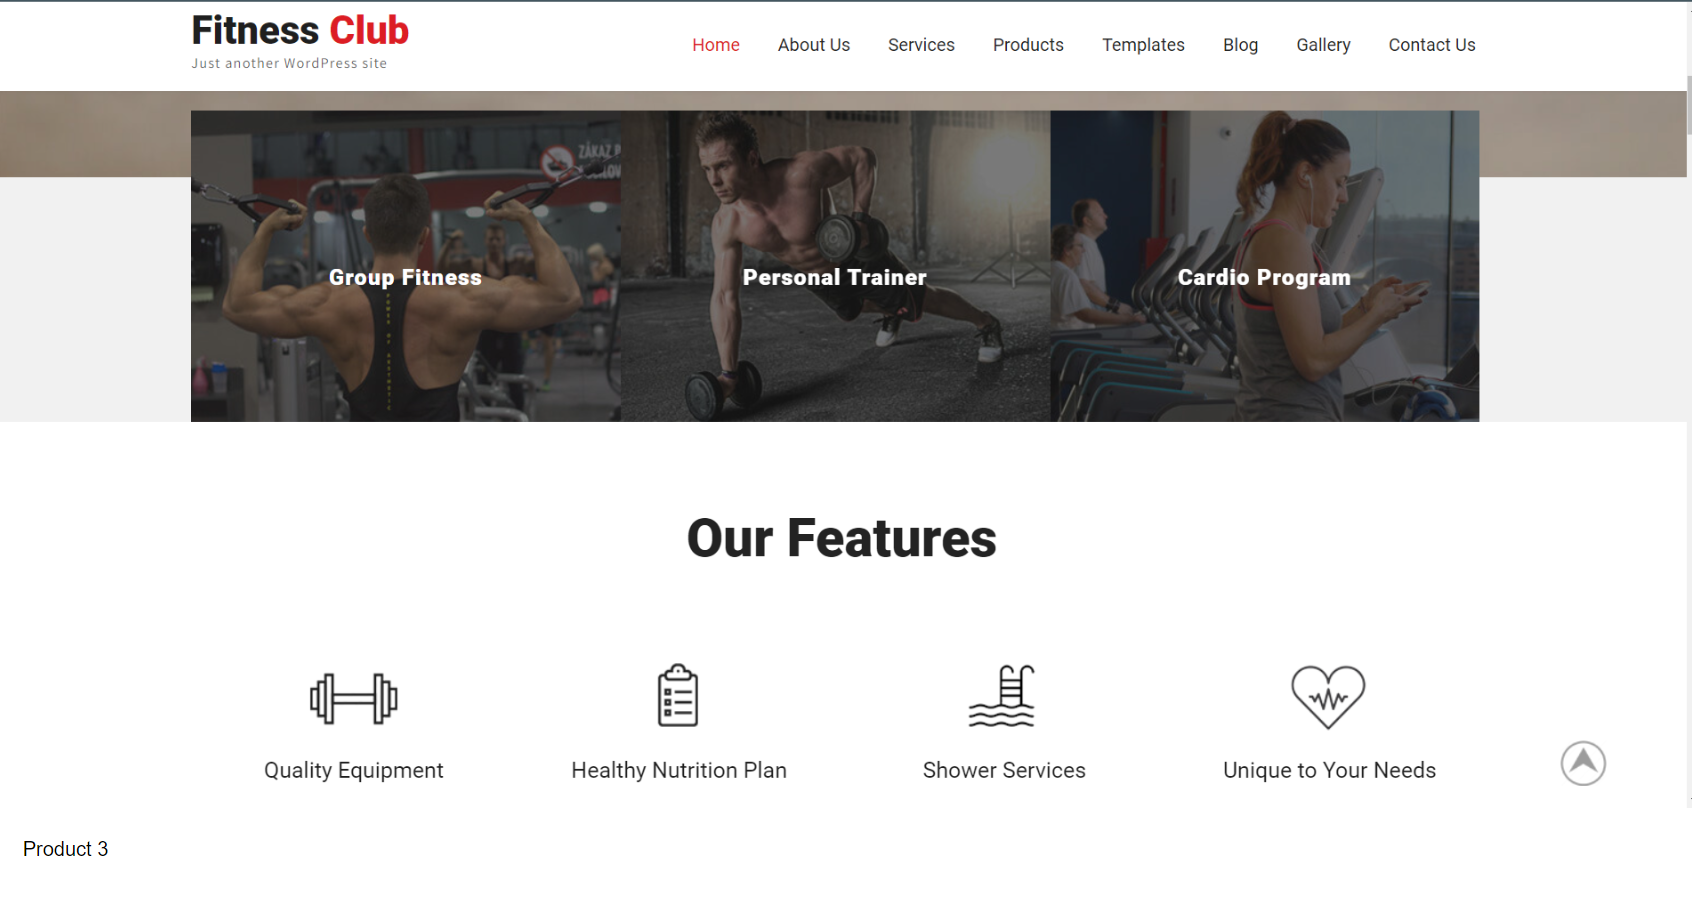 Fitness Club
Just another WordPress site
Home About Us Services Products Templates Blog Gallery Contact Us
ZÁKAZ
Group Fitness
Personal Trainer
Cardio Program
Our Features
Quality Equipment
Healthy Nutrition Plan
Shower Services
Unique to Your Needs
Product 3